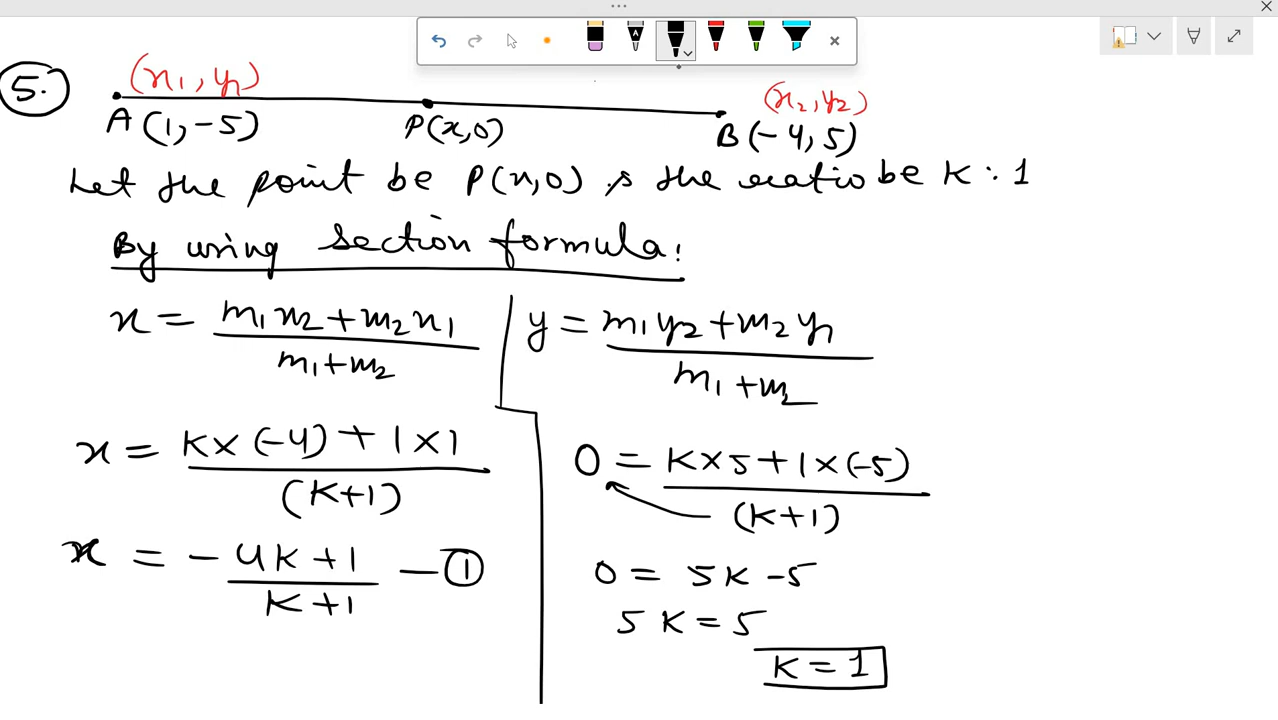 5.
(x1, y1)
(x2, y2)
A(1, -5)
P(x, 0)
B(-4, 5)
Let the point be P(x, 0) & the ratio be K : 1
By using section formula:
x = (m1x2 + m2x1) / (m1 + m2)
y = (m1y2 + m2y1) / (m1 + m2)
x = (K × (-4) + 1 × 1) / (K+1)
x = (-4K + 1) / (K+1) — ①
0 = (K × 5 + 1 × (-5)) / (K+1)
0 = 5K - 5
5K = 5
K = 1